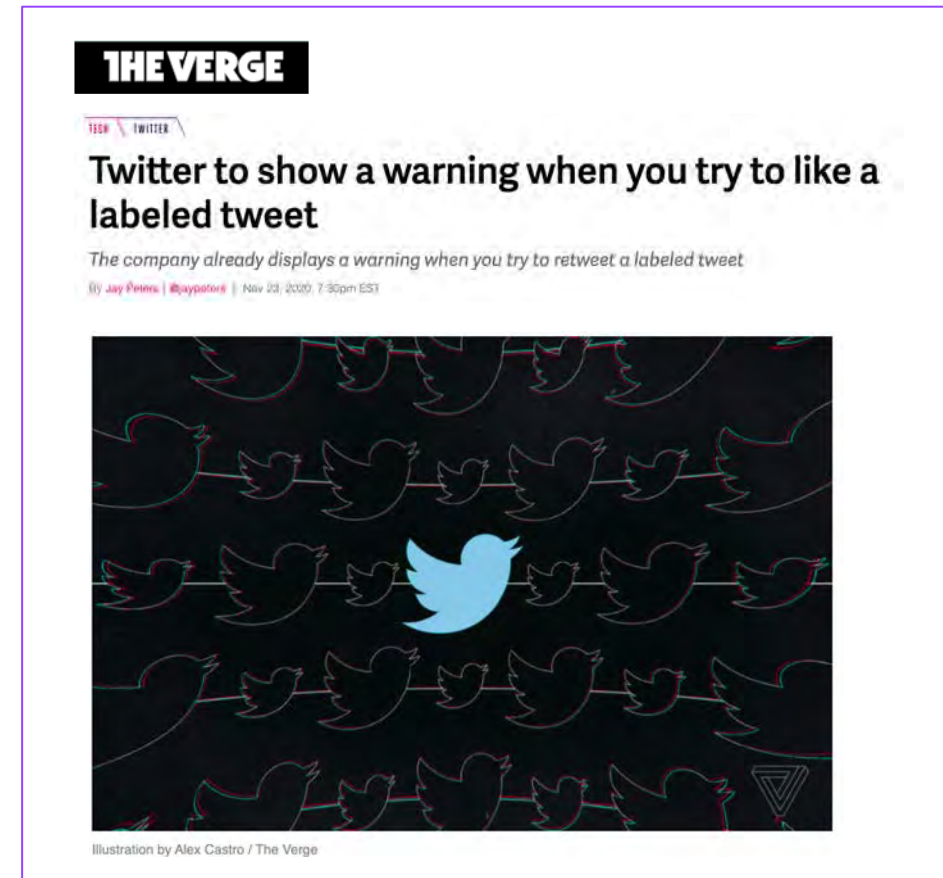 THE VERGE
TECH TWITTER
Twitter to show a warning when you try to like a
labeled tweet
The company already displays a warning when you try to retweet a labeled tweet
By Jay Peters | @jaypeters | Nov 23, 2020, 7:30pm EST
Illustration by Alex Castro / The Verge